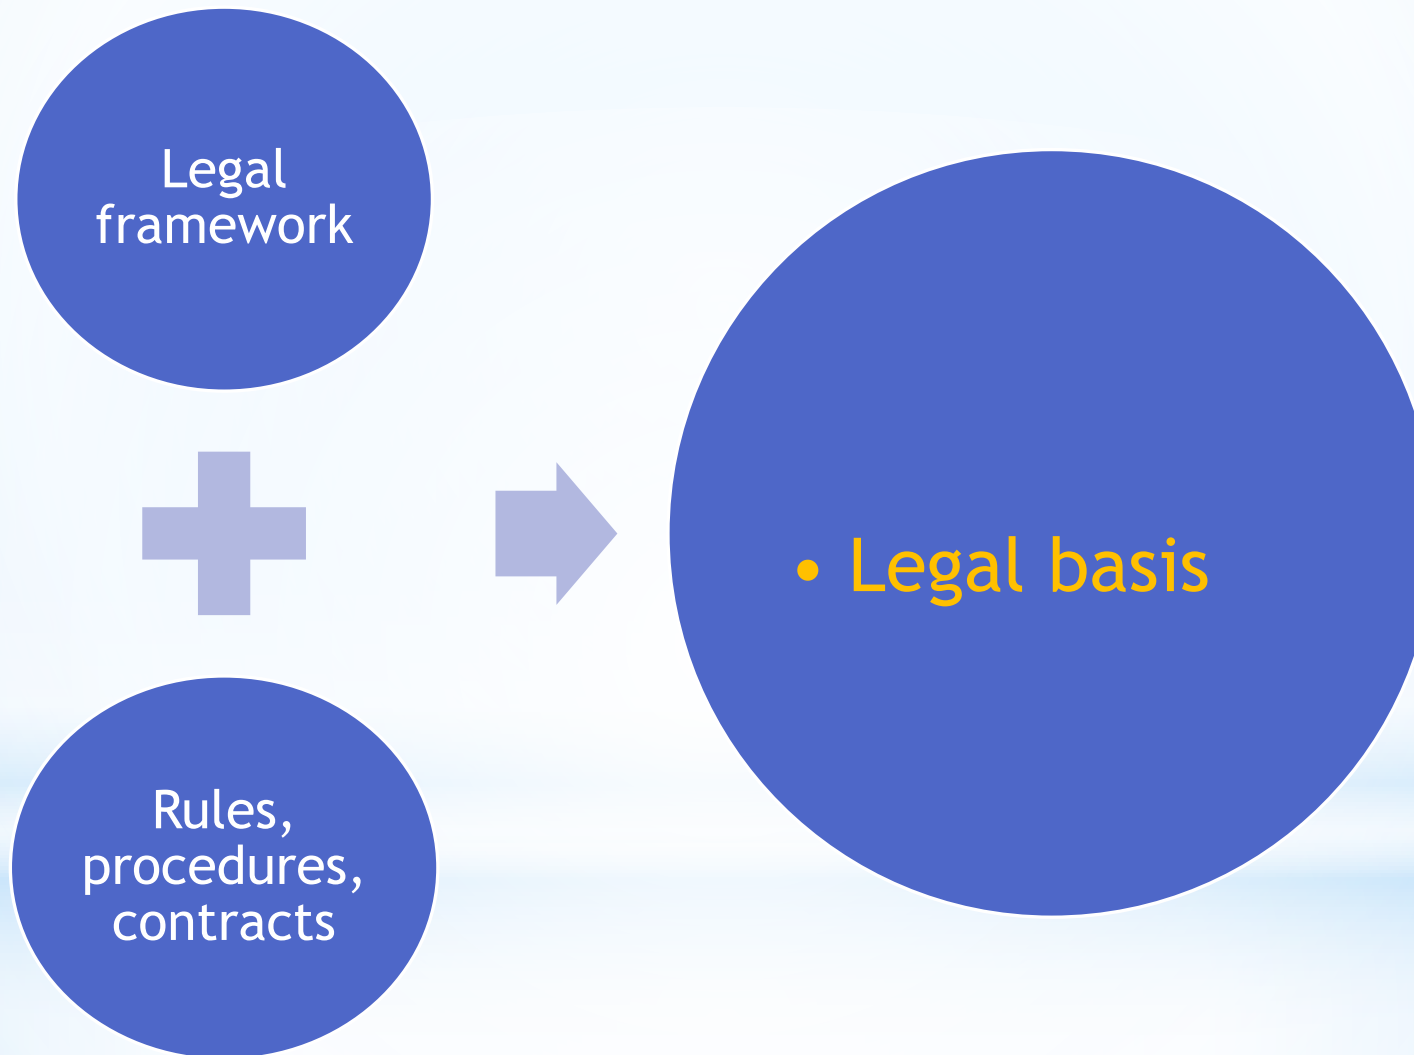 Legal
framework
Rules,
procedures,
contracts
• Legal basis